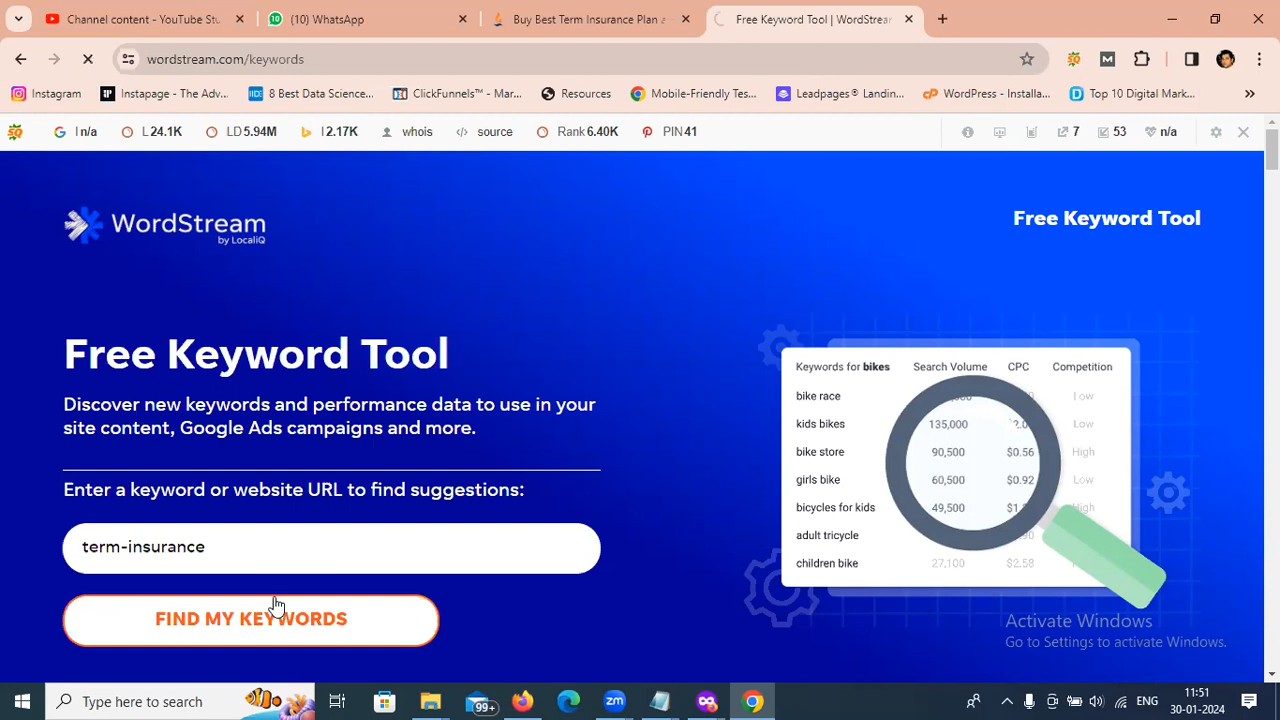 Channel content - YouTube Stu
(10) WhatsApp
Buy Best Term Insurance Plan a
Free Keyword Tool | WordStrean
wordstream.com/keywords
Instagram
Instapage - The Adv...
8 Best Data Science...
ClickFunnels™ - Mar...
Resources
Mobile-Friendly Tes...
Leadpages® Landin...
WordPress - Installa...
Top 10 Digital Mark...
I n/a
L 24.1K
LD 5.94M
I 2.17K
whois
source
Rank 6.40K
PIN 41
7
53
n/a
WordStream
by LocaliQ
Free Keyword Tool
Free Keyword Tool
Discover new keywords and performance data to use in your
site content, Google Ads campaigns and more.
Enter a keyword or website URL to find suggestions:
term-insurance
FIND MY KEYWORDS
Keywords for bikes Search Volume CPC Competition
bike race Low
kids bikes 135,000 Low
bike store 90,500 $0.56 High
girls bike 60,500 $0.92 Low
bicycles for kids 49,500 High
adult tricycle
children bike 27,100 $2.58
Activate Windows
Go to Settings to activate Windows.
Type here to search
99+
ENG
11:51
30-01-2024